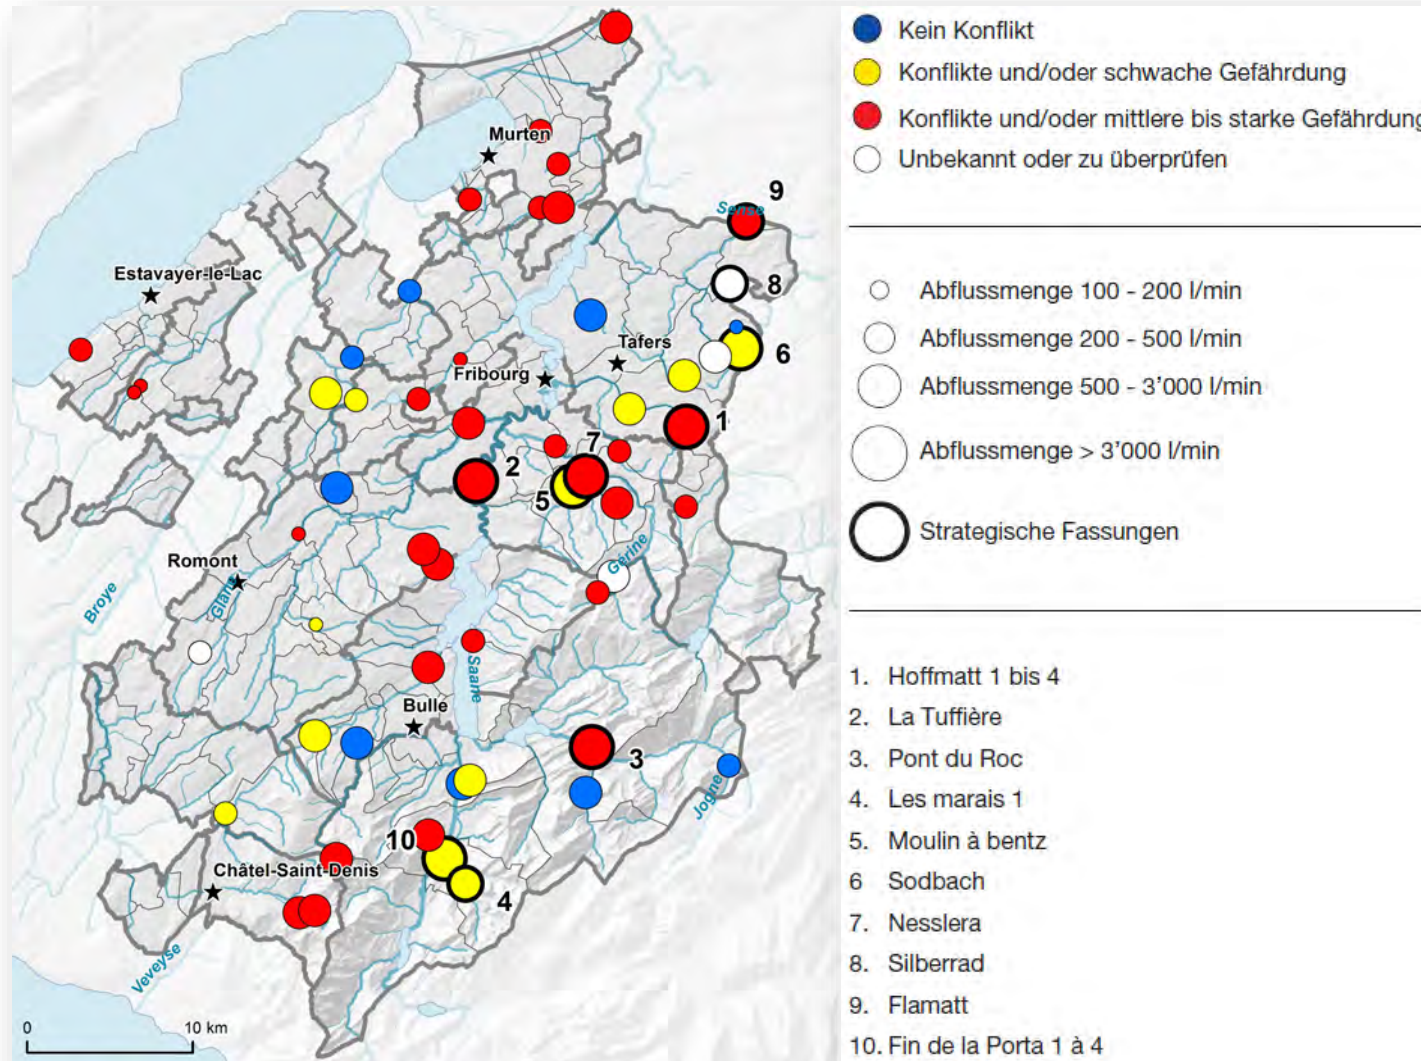 Murten
9
Sense
Estavayer-le-Lac
8
Tafers
6
Fribourg
1
7
2
5
Gérine
Romont
Glane
Broye
Saane
Bulle
3
Jogne
10
Châtel-Saint-Denis
4
Veveyse
0
10 km
Kein Konflikt
Konflikte und/oder schwache Gefährdung
Konflikte und/oder mittlere bis starke Gefährdung
Unbekannt oder zu überprüfen
Abflussmenge 100 - 200 l/min
Abflussmenge 200 - 500 l/min
Abflussmenge 500 - 3'000 l/min
Abflussmenge > 3'000 l/min
Strategische Fassungen
1. Hoffmatt 1 bis 4
2. La Tuffière
3. Pont du Roc
4. Les marais 1
5. Moulin à bentz
6 Sodbach
7. Nesslera
8. Silberrad
9. Flamatt
10. Fin de la Porta 1 à 4